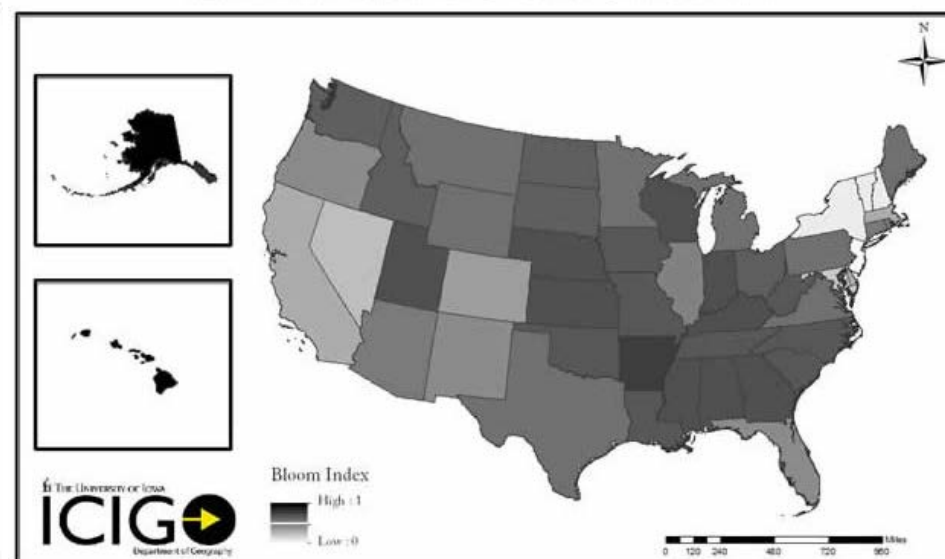 N
Bloom Index
High : 1
Low : 0
THE UNIVERSITY OF IOWA
ICIGO
Department of Geography
Miles
0 120 240 480 720 960